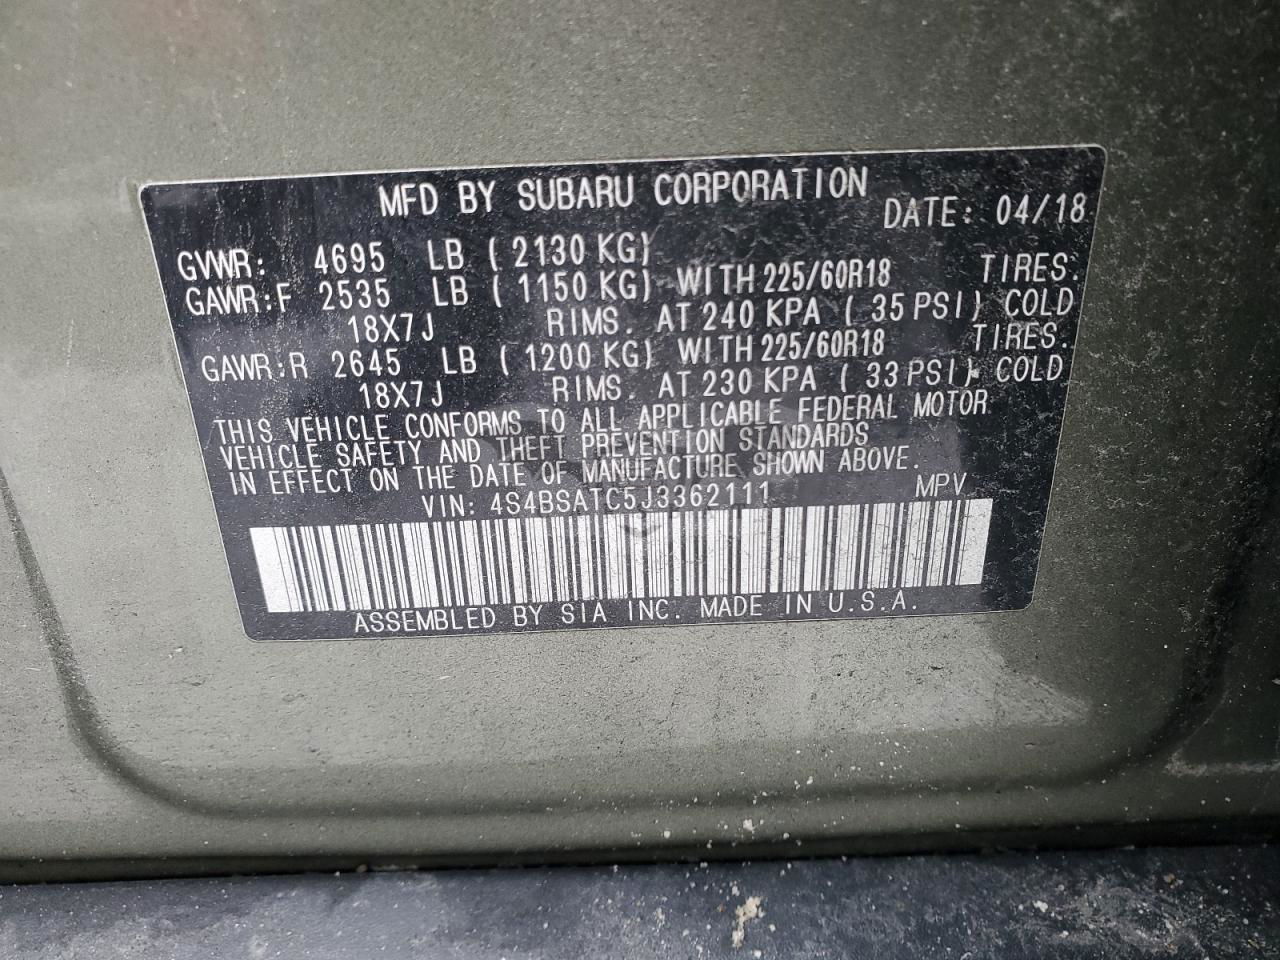 MFD BY SUBARU CORPORATION
DATE: 04/18
GVWR: 4695 LB ( 2130 KG)
GAWR:F 2535 LB ( 1150 KG) WITH 225/60R18 TIRES.
18X7J RIMS. AT 240 KPA ( 35 PSI) COLD
GAWR:R 2645 LB ( 1200 KG) WITH 225/60R18 TIRES.
18X7J RIMS. AT 230 KPA ( 33 PSI) COLD
THIS VEHICLE CONFORMS TO ALL APPLICABLE FEDERAL MOTOR
VEHICLE SAFETY AND THEFT PREVENTION STANDARDS
IN EFFECT ON THE DATE OF MANUFACTURE SHOWN ABOVE.
VIN: 4S4BSATC5J3362111 MPV
ASSEMBLED BY SIA INC. MADE IN U.S.A.